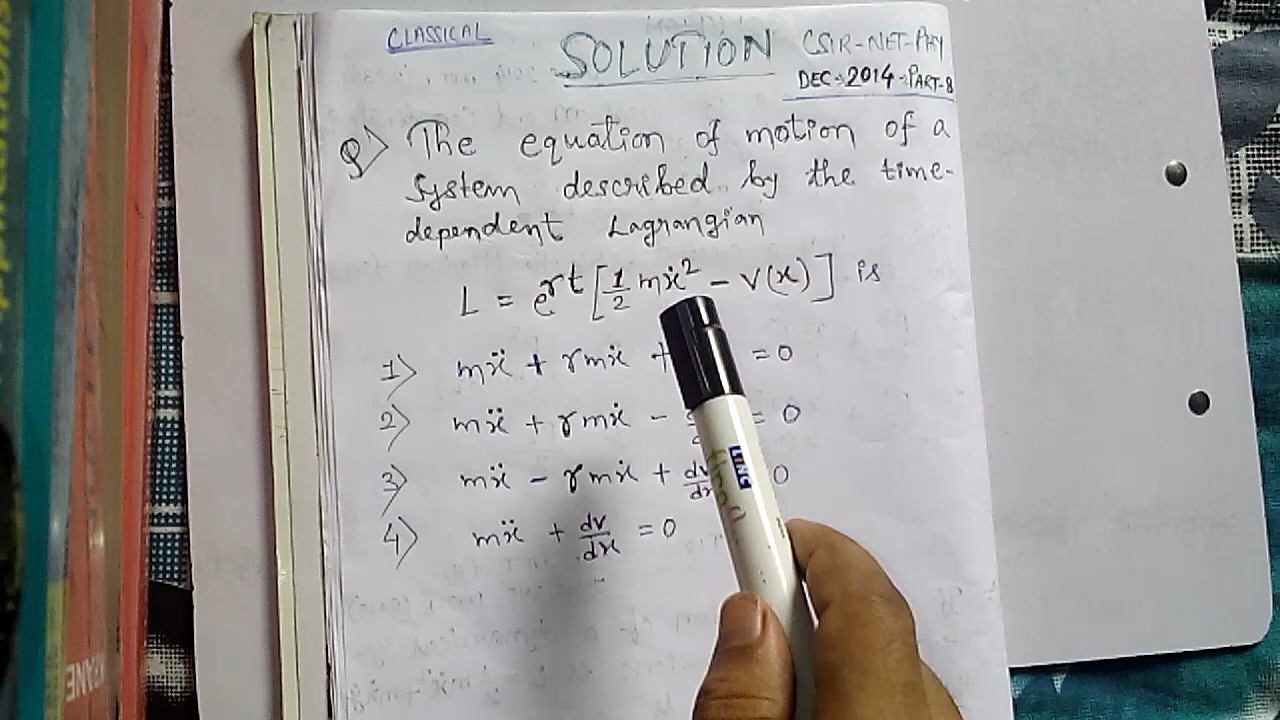 CLASSICAL
SOLUTION
CSIR-NET-PHY
DEC-2014-PART-8
Q> The equation of motion of a
system described by the time-
dependent Lagrangian
L = e^γt [1/2 mẋ² - V(x)] is
1) mẍ + γmẋ + = 0
2) mẍ + γmẋ - = 0
3) mẍ - γmẋ + dv/dx 0
4) mẍ + dv/dx = 0
LINC